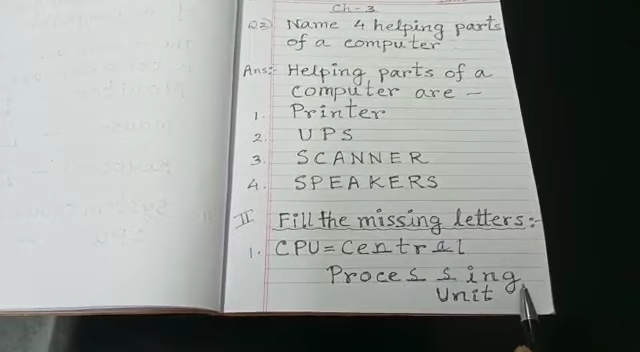 Ch-3
Q2) Name 4 helping parts
of a computer
Ans:- Helping parts of a
computer are -
1. Printer
2. UPS
3. SCANNER
4. SPEAKERS
II Fill the missing letters:-
1. CPU = Central
Processing
Unit